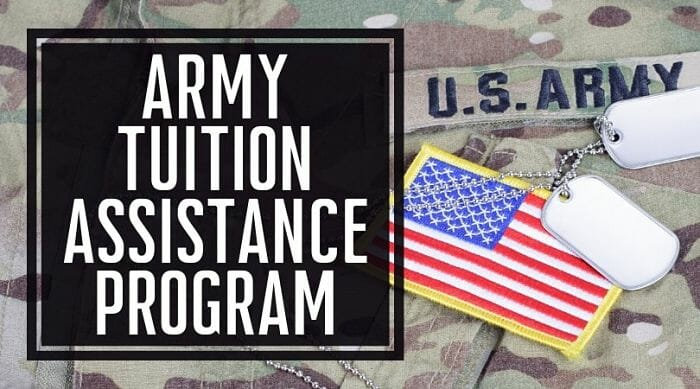 ARMY
TUITION
ASSISTANCE
PROGRAM
U.S. ARMY